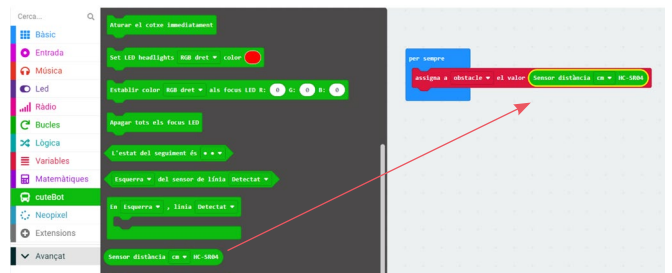 Cerca...
Bàsic
Entrada
Música
Led
Ràdio
Bucles
Lògica
Variables
Matemàtiques
cuteBot
Neopixel
Extensions
Avançat
Aturar el cotxe immediatament
Set LED headlights RGB dret color
Establir color RGB dret als focus LED R: 0 G: 0 B: 0
Apagar tots els focus LED
L'estat del seguiment és
Esquerra del sensor de línia Detectat
En Esquerra , línia Detectat
Sensor distància cm HC-SR04
per sempre
assigna a obstacle el valor Sensor distància cm HC-SR04